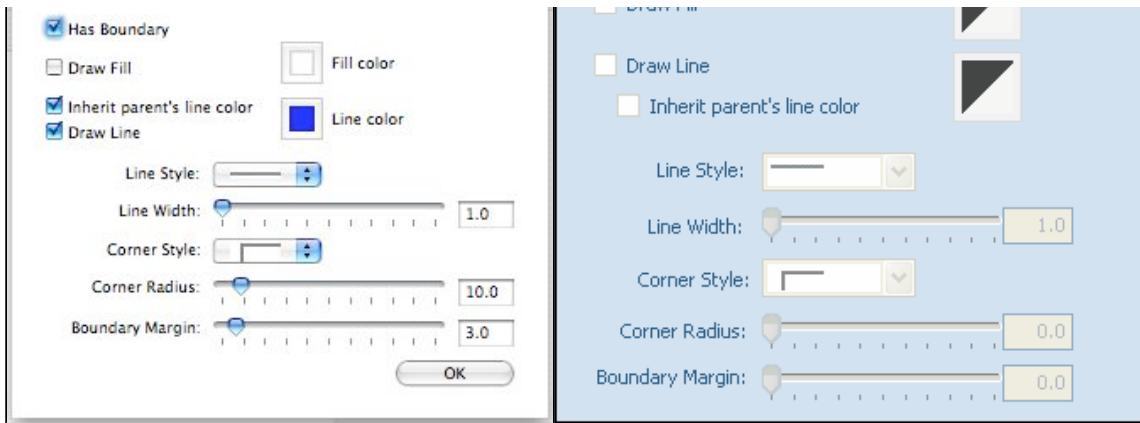 Has Boundary
Draw Fill
Fill color
Inherit parent's line color
Draw Line
Line color
Line Style:
Line Width: 1.0
Corner Style:
Corner Radius: 10.0
Boundary Margin: 3.0
OK
Draw Fill
Draw Line
Inherit parent's line color
Line Style:
Line Width: 1.0
Corner Style:
Corner Radius: 0.0
Boundary Margin: 0.0